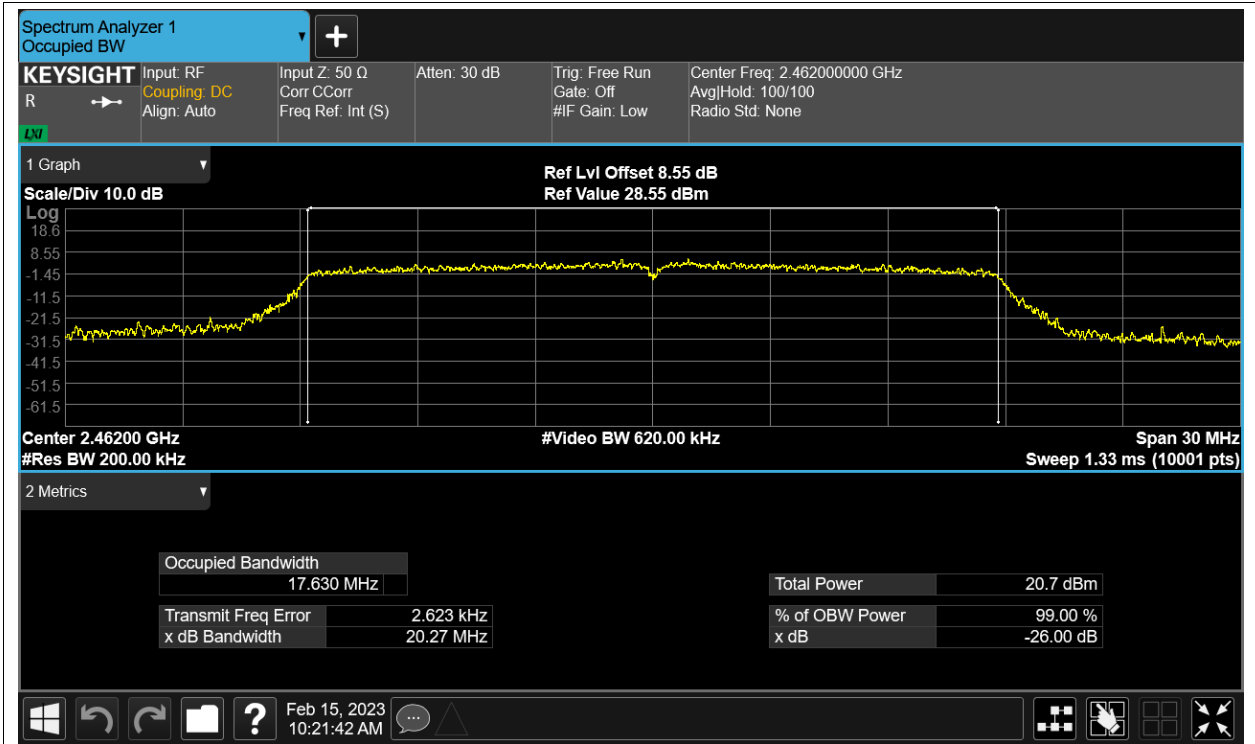 Spectrum Analyzer 1
Occupied BW
KEYSIGHT
R
LXI
Input: RF
Coupling: DC
Align: Auto
Input Z: 50 Ω
Corr CCorr
Freq Ref: Int (S)
Atten: 30 dB
Trig: Free Run
Gate: Off
#IF Gain: Low
Center Freq: 2.462000000 GHz
Avg|Hold: 100/100
Radio Std: None
1 Graph
Scale/Div 10.0 dB
Ref Lvl Offset 8.55 dB
Ref Value 28.55 dBm
Log
18.6
8.55
-1.45
-11.5
-21.5
-31.5
-41.5
-51.5
-61.5
Center 2.46200 GHz
#Video BW 620.00 kHz
Span 30 MHz
#Res BW 200.00 kHz
Sweep 1.33 ms (10001 pts)
2 Metrics
Occupied Bandwidth
17.630 MHz
Total Power 20.7 dBm
Transmit Freq Error 2.623 kHz
% of OBW Power 99.00 %
x dB Bandwidth 20.27 MHz
x dB -26.00 dB
?
Feb 15, 2023
10:21:42 AM